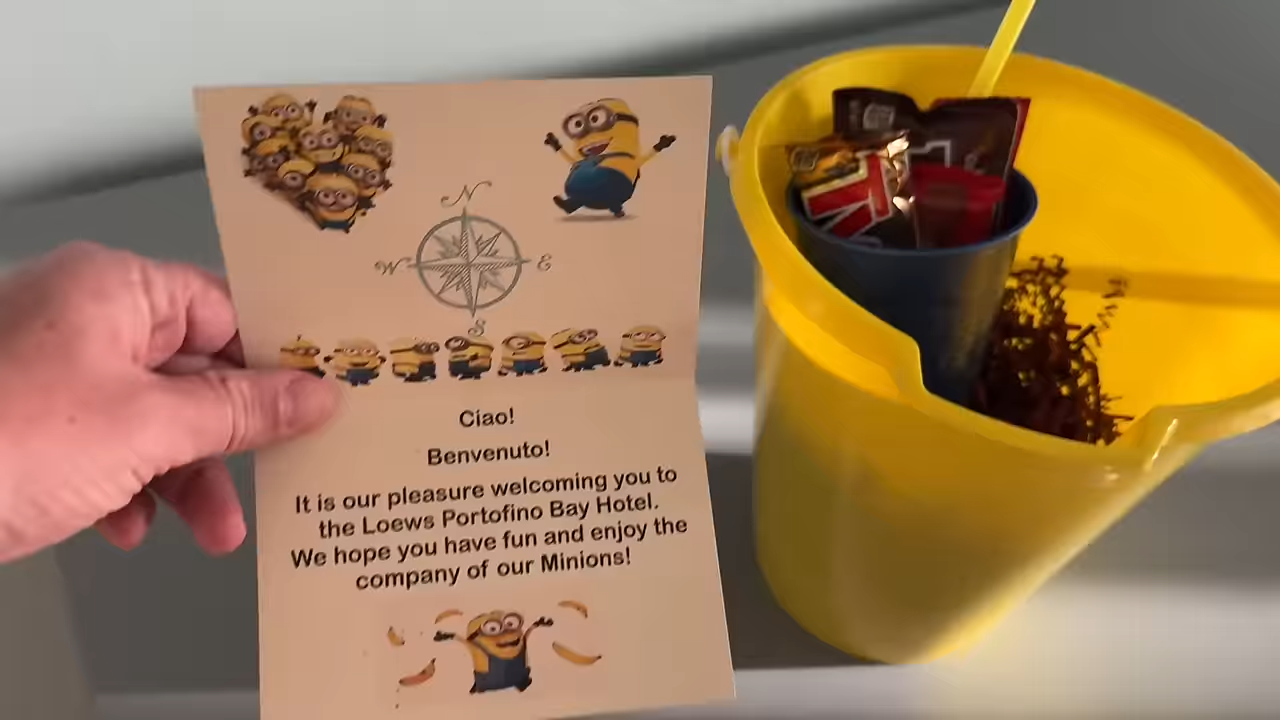 N
W E
S
Ciao!
Benvenuto!
It is our pleasure welcoming you to
the Loews Portofino Bay Hotel.
We hope you have fun and enjoy the
company of our Minions!